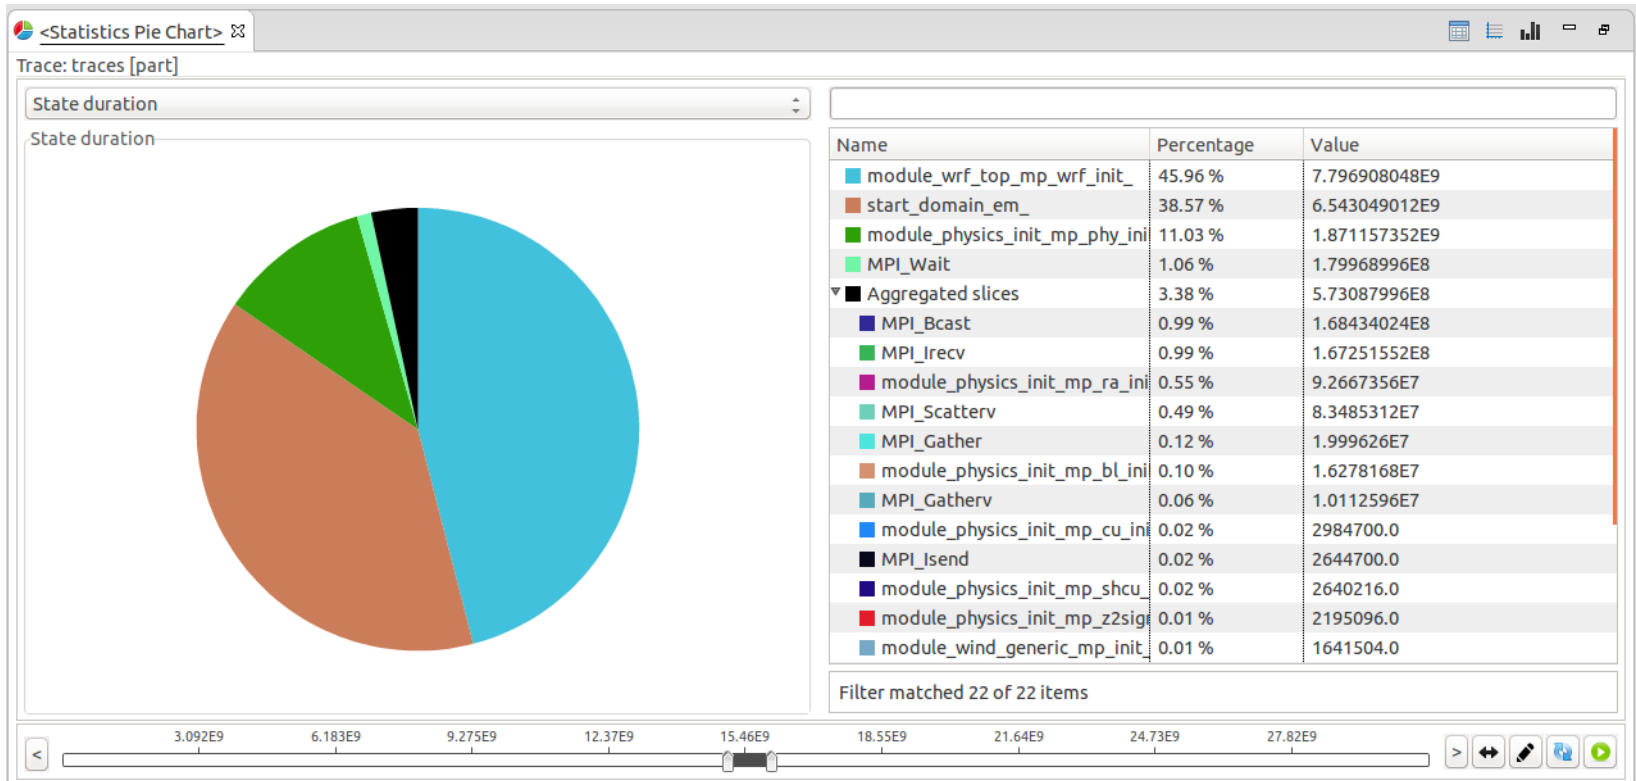 <Statistics Pie Chart>
Trace: traces [part]
State duration
State duration
Name Percentage Value
module_wrf_top_mp_wrf_init_ 45.96 % 7.796908048E9
start_domain_em_ 38.57 % 6.543049012E9
module_physics_init_mp_phy_ini 11.03 % 1.871157352E9
MPI_Wait 1.06 % 1.79968996E8
Aggregated slices 3.38 % 5.73087996E8
MPI_Bcast 0.99 % 1.68434024E8
MPI_Irecv 0.99 % 1.67251552E8
module_physics_init_mp_ra_ini 0.55 % 9.2667356E7
MPI_Scatterv 0.49 % 8.3485312E7
MPI_Gather 0.12 % 1.999626E7
module_physics_init_mp_bl_ini 0.10 % 1.6278168E7
MPI_Gatherv 0.06 % 1.0112596E7
module_physics_init_mp_cu_ini 0.02 % 2984700.0
MPI_Isend 0.02 % 2644700.0
module_physics_init_mp_shcu_ 0.02 % 2640216.0
module_physics_init_mp_z2sig 0.01 % 2195096.0
module_wind_generic_mp_init_ 0.01 % 1641504.0
Filter matched 22 of 22 items
3.092E9 6.183E9 9.275E9 12.37E9 15.46E9 18.55E9 21.64E9 24.73E9 27.82E9
< >